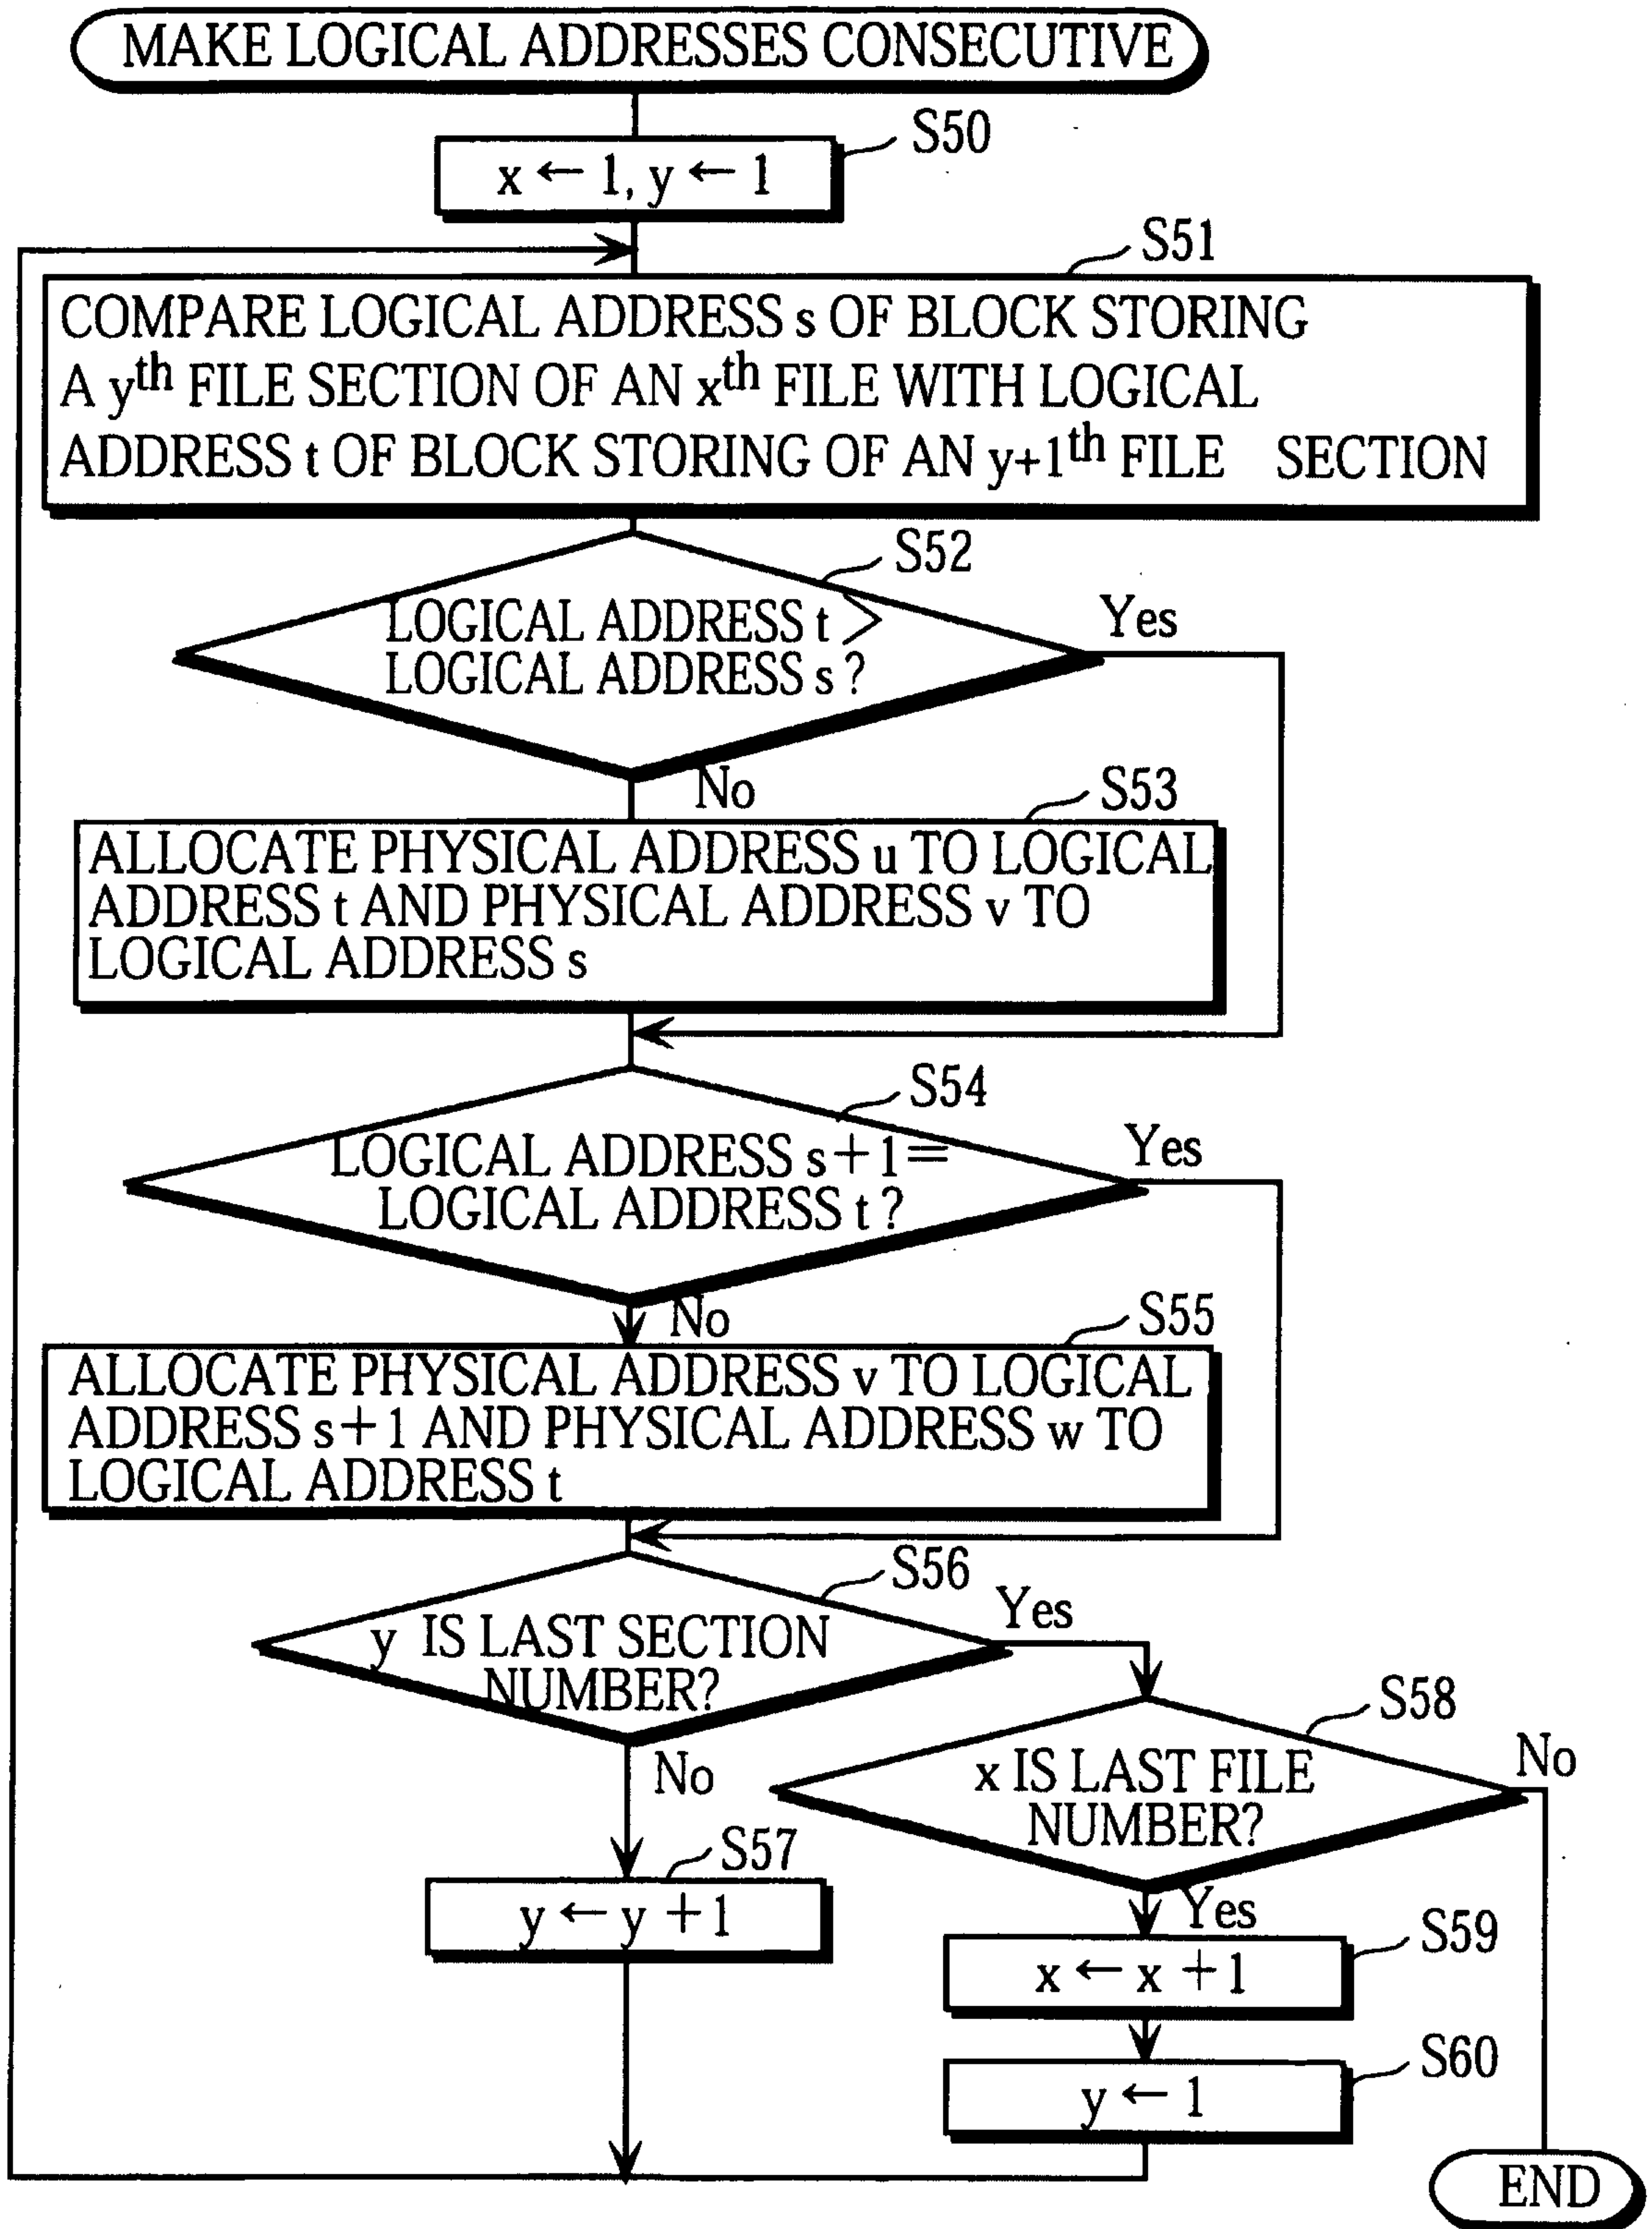 MAKE LOGICAL ADDRESSES CONSECUTIVE
S50
x ← 1, y ← 1
S51
COMPARE LOGICAL ADDRESS s OF BLOCK STORING
A yth FILE SECTION OF AN xth FILE WITH LOGICAL
ADDRESS t OF BLOCK STORING OF AN y+1th FILE SECTION
S52
LOGICAL ADDRESS t >
LOGICAL ADDRESS s ?
Yes
No
S53
ALLOCATE PHYSICAL ADDRESS u TO LOGICAL
ADDRESS t AND PHYSICAL ADDRESS v TO
LOGICAL ADDRESS s
S54
LOGICAL ADDRESS s+1=
LOGICAL ADDRESS t ?
Yes
No
S55
ALLOCATE PHYSICAL ADDRESS v TO LOGICAL
ADDRESS s+1 AND PHYSICAL ADDRESS w TO
LOGICAL ADDRESS t
S56
y IS LAST SECTION
NUMBER?
Yes
No
S58
x IS LAST FILE
NUMBER?
No
Yes
S57
y ← y +1
S59
x ← x +1
S60
y ← 1
END